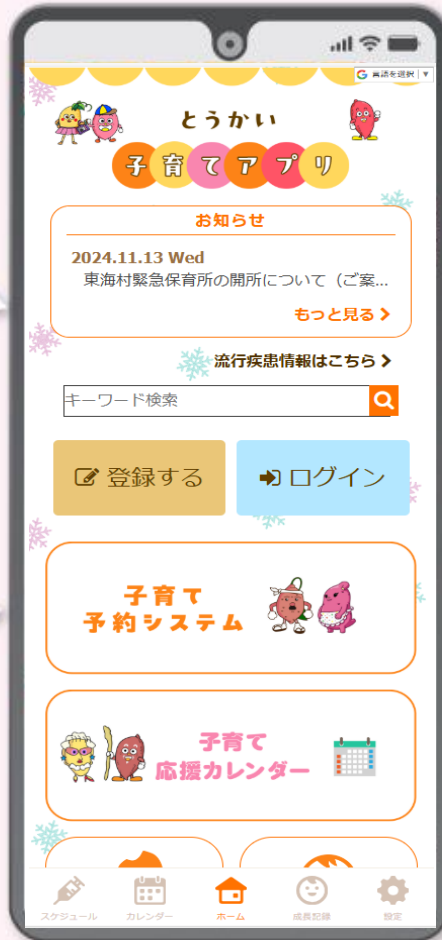 言語を選択 ▼
とうかい
子育てアプリ
お知らせ
2024.11.13 Wed
東海村緊急保育所の開所について（ご案...
もっと見る
流行疾患情報はこちら
キーワード検索
登録する
ログイン
子育て
予約システム
子育て
応援カレンダー
スケジュール
カレンダー
ホーム
成長記録
設定